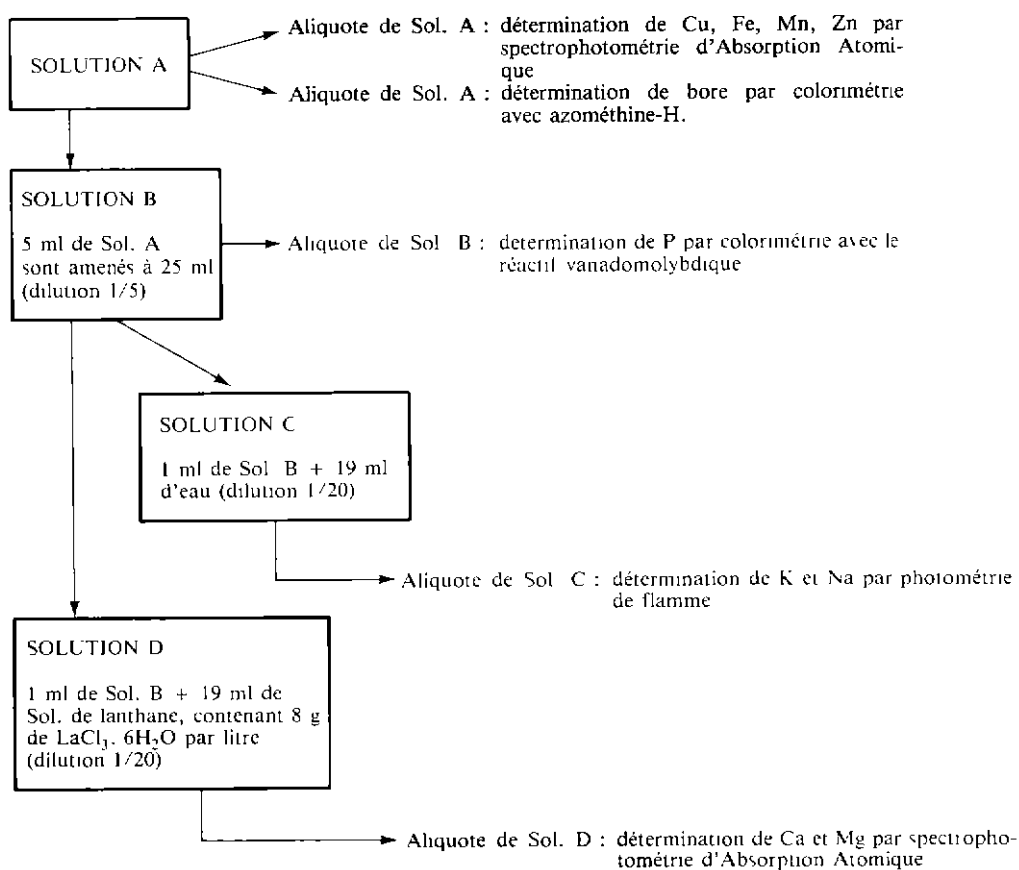 SOLUTION A
Aliquote de Sol. A : détermination de Cu, Fe, Mn, Zn par
spectrophotométrie d'Absorption Atomi-
que
Aliquote de Sol. A : détermination de bore par colorimétrie
avec azométhine-H.
SOLUTION B
5 ml de Sol. A
sont amenés à 25 ml
(dilution 1/5)
Aliquote de Sol B : determination de P par colorimétrie avec le
réactif vanadomolybdique
SOLUTION C
1 ml de Sol B + 19 ml
d'eau (dilution 1/20)
Aliquote de Sol C : détermination de K et Na par photométrie
de flamme
SOLUTION D
1 ml de Sol. B + 19 ml de
Sol. de lanthane, contenant 8 g
de LaCl₃. 6H₂O par litre
(dilution 1/20)
Aliquote de Sol. D : détermination de Ca et Mg par spectropho-
tométrie d'Absorption Atomique